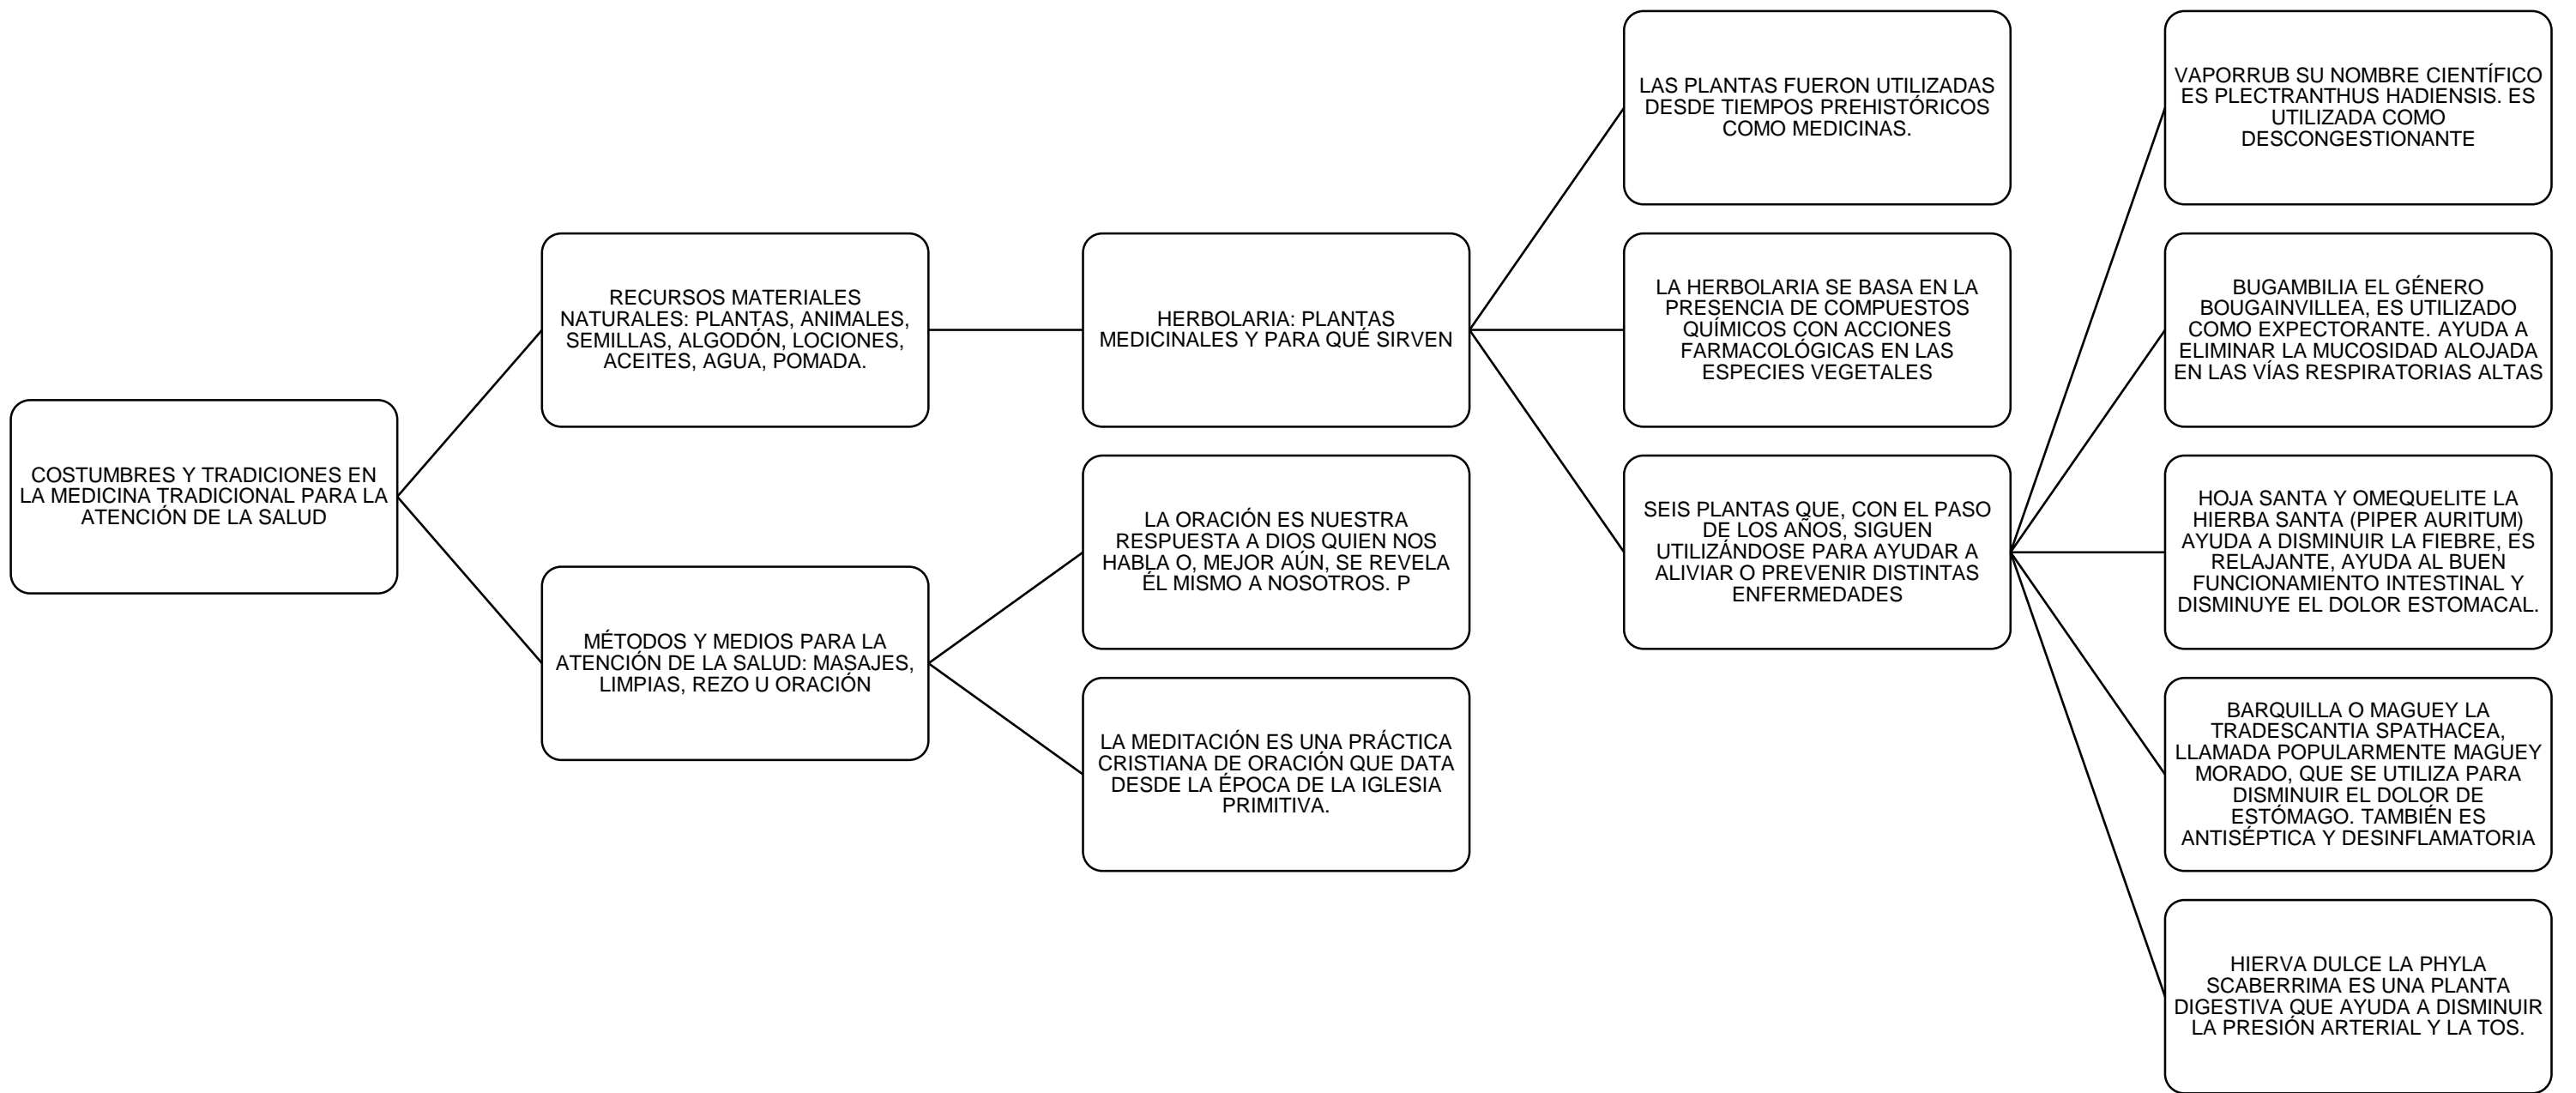 COSTUMBRES Y TRADICIONES EN
LA MEDICINA TRADICIONAL PARA LA
ATENCIÓN DE LA SALUD
RECURSOS MATERIALES
NATURALES: PLANTAS, ANIMALES,
SEMILLAS, ALGODÓN, LOCIONES,
ACEITES, AGUA, POMADA.
HERBOLARIA: PLANTAS
MEDICINALES Y PARA QUÉ SIRVEN
LAS PLANTAS FUERON UTILIZADAS
DESDE TIEMPOS PREHISTÓRICOS
COMO MEDICINAS.
LA HERBOLARIA SE BASA EN LA
PRESENCIA DE COMPUESTOS
QUÍMICOS CON ACCIONES
FARMACOLÓGICAS EN LAS
ESPECIES VEGETALES
SEIS PLANTAS QUE, CON EL PASO
DE LOS AÑOS, SIGUEN
UTILIZÁNDOSE PARA AYUDAR A
ALIVIAR O PREVENIR DISTINTAS
ENFERMEDADES
VAPORRUB SU NOMBRE CIENTÍFICO
ES PLECTRANTHUS HADIENSIS. ES
UTILIZADA COMO
DESCONGESTIONANTE
BUGAMBILIA EL GÉNERO
BOUGAINVILLEA, ES UTILIZADO
COMO EXPECTORANTE. AYUDA A
ELIMINAR LA MUCOSIDAD ALOJADA
EN LAS VÍAS RESPIRATORIAS ALTAS
HOJA SANTA Y OMEQUELITE LA
HIERBA SANTA (PIPER AURITUM)
AYUDA A DISMINUIR LA FIEBRE, ES
RELAJANTE, AYUDA AL BUEN
FUNCIONAMIENTO INTESTINAL Y
DISMINUYE EL DOLOR ESTOMACAL.
BARQUILLA O MAGUEY LA
TRADESCANTIA SPATHACEA,
LLAMADA POPULARMENTE MAGUEY
MORADO, QUE SE UTILIZA PARA
DISMINUIR EL DOLOR DE
ESTÓMAGO. TAMBIÉN ES
ANTISÉPTICA Y DESINFLAMATORIA
HIERVA DULCE LA PHYLA
SCABERRIMA ES UNA PLANTA
DIGESTIVA QUE AYUDA A DISMINUIR
LA PRESIÓN ARTERIAL Y LA TOS.
MÉTODOS Y MEDIOS PARA LA
ATENCIÓN DE LA SALUD: MASAJES,
LIMPIAS, REZO U ORACIÓN
LA ORACIÓN ES NUESTRA
RESPUESTA A DIOS QUIEN NOS
HABLA O, MEJOR AÚN, SE REVELA
ÉL MISMO A NOSOTROS. P
LA MEDITACIÓN ES UNA PRÁCTICA
CRISTIANA DE ORACIÓN QUE DATA
DESDE LA ÉPOCA DE LA IGLESIA
PRIMITIVA.